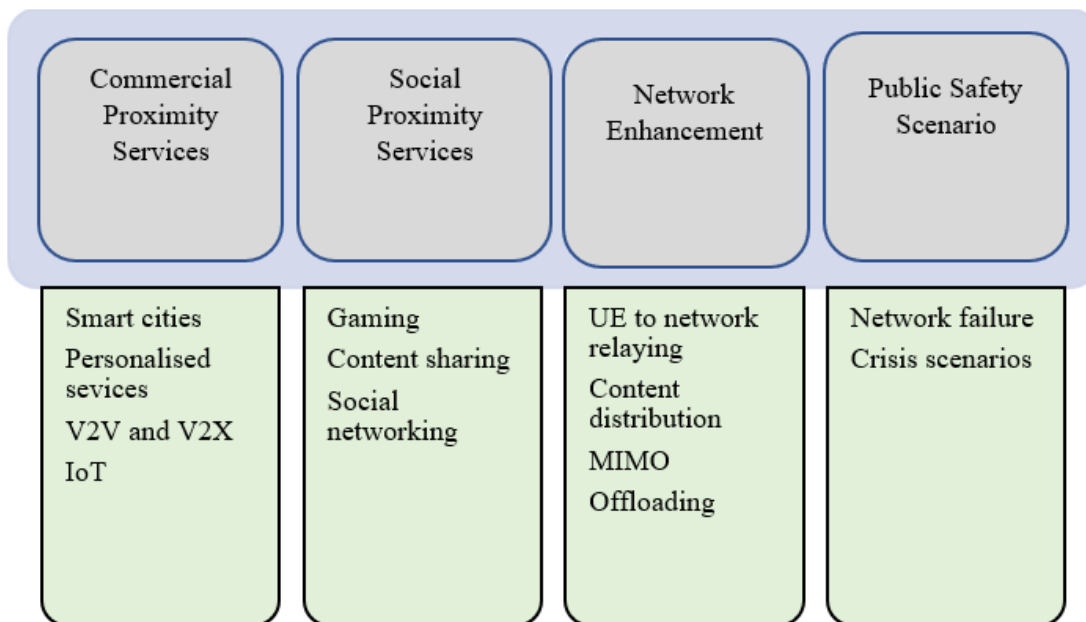 Commercial
Proximity
Services
Social
Proximity
Services
Network
Enhancement
Public Safety
Scenario
Smart cities
Personalised
sevices
V2V and V2X
IoT
Gaming
Content sharing
Social
networking
UE to network
relaying
Content
distribution
MIMO
Offloading
Network failure
Crisis scenarios